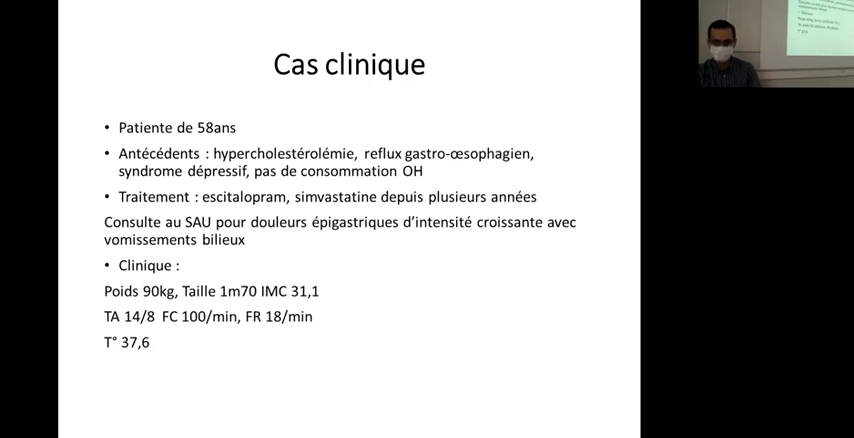 Cas clinique
• Patiente de 58ans
• Antécédents : hypercholestérolémie, reflux gastro-œsophagien,
syndrome dépressif, pas de consommation OH
• Traitement : escitalopram, simvastatine depuis plusieurs années
Consulte au SAU pour douleurs épigastriques d’intensité croissante avec
vomissements bilieux
• Clinique :
Poids 90kg, Taille 1m70 IMC 31,1
TA 14/8 FC 100/min, FR 18/min
T° 37,6